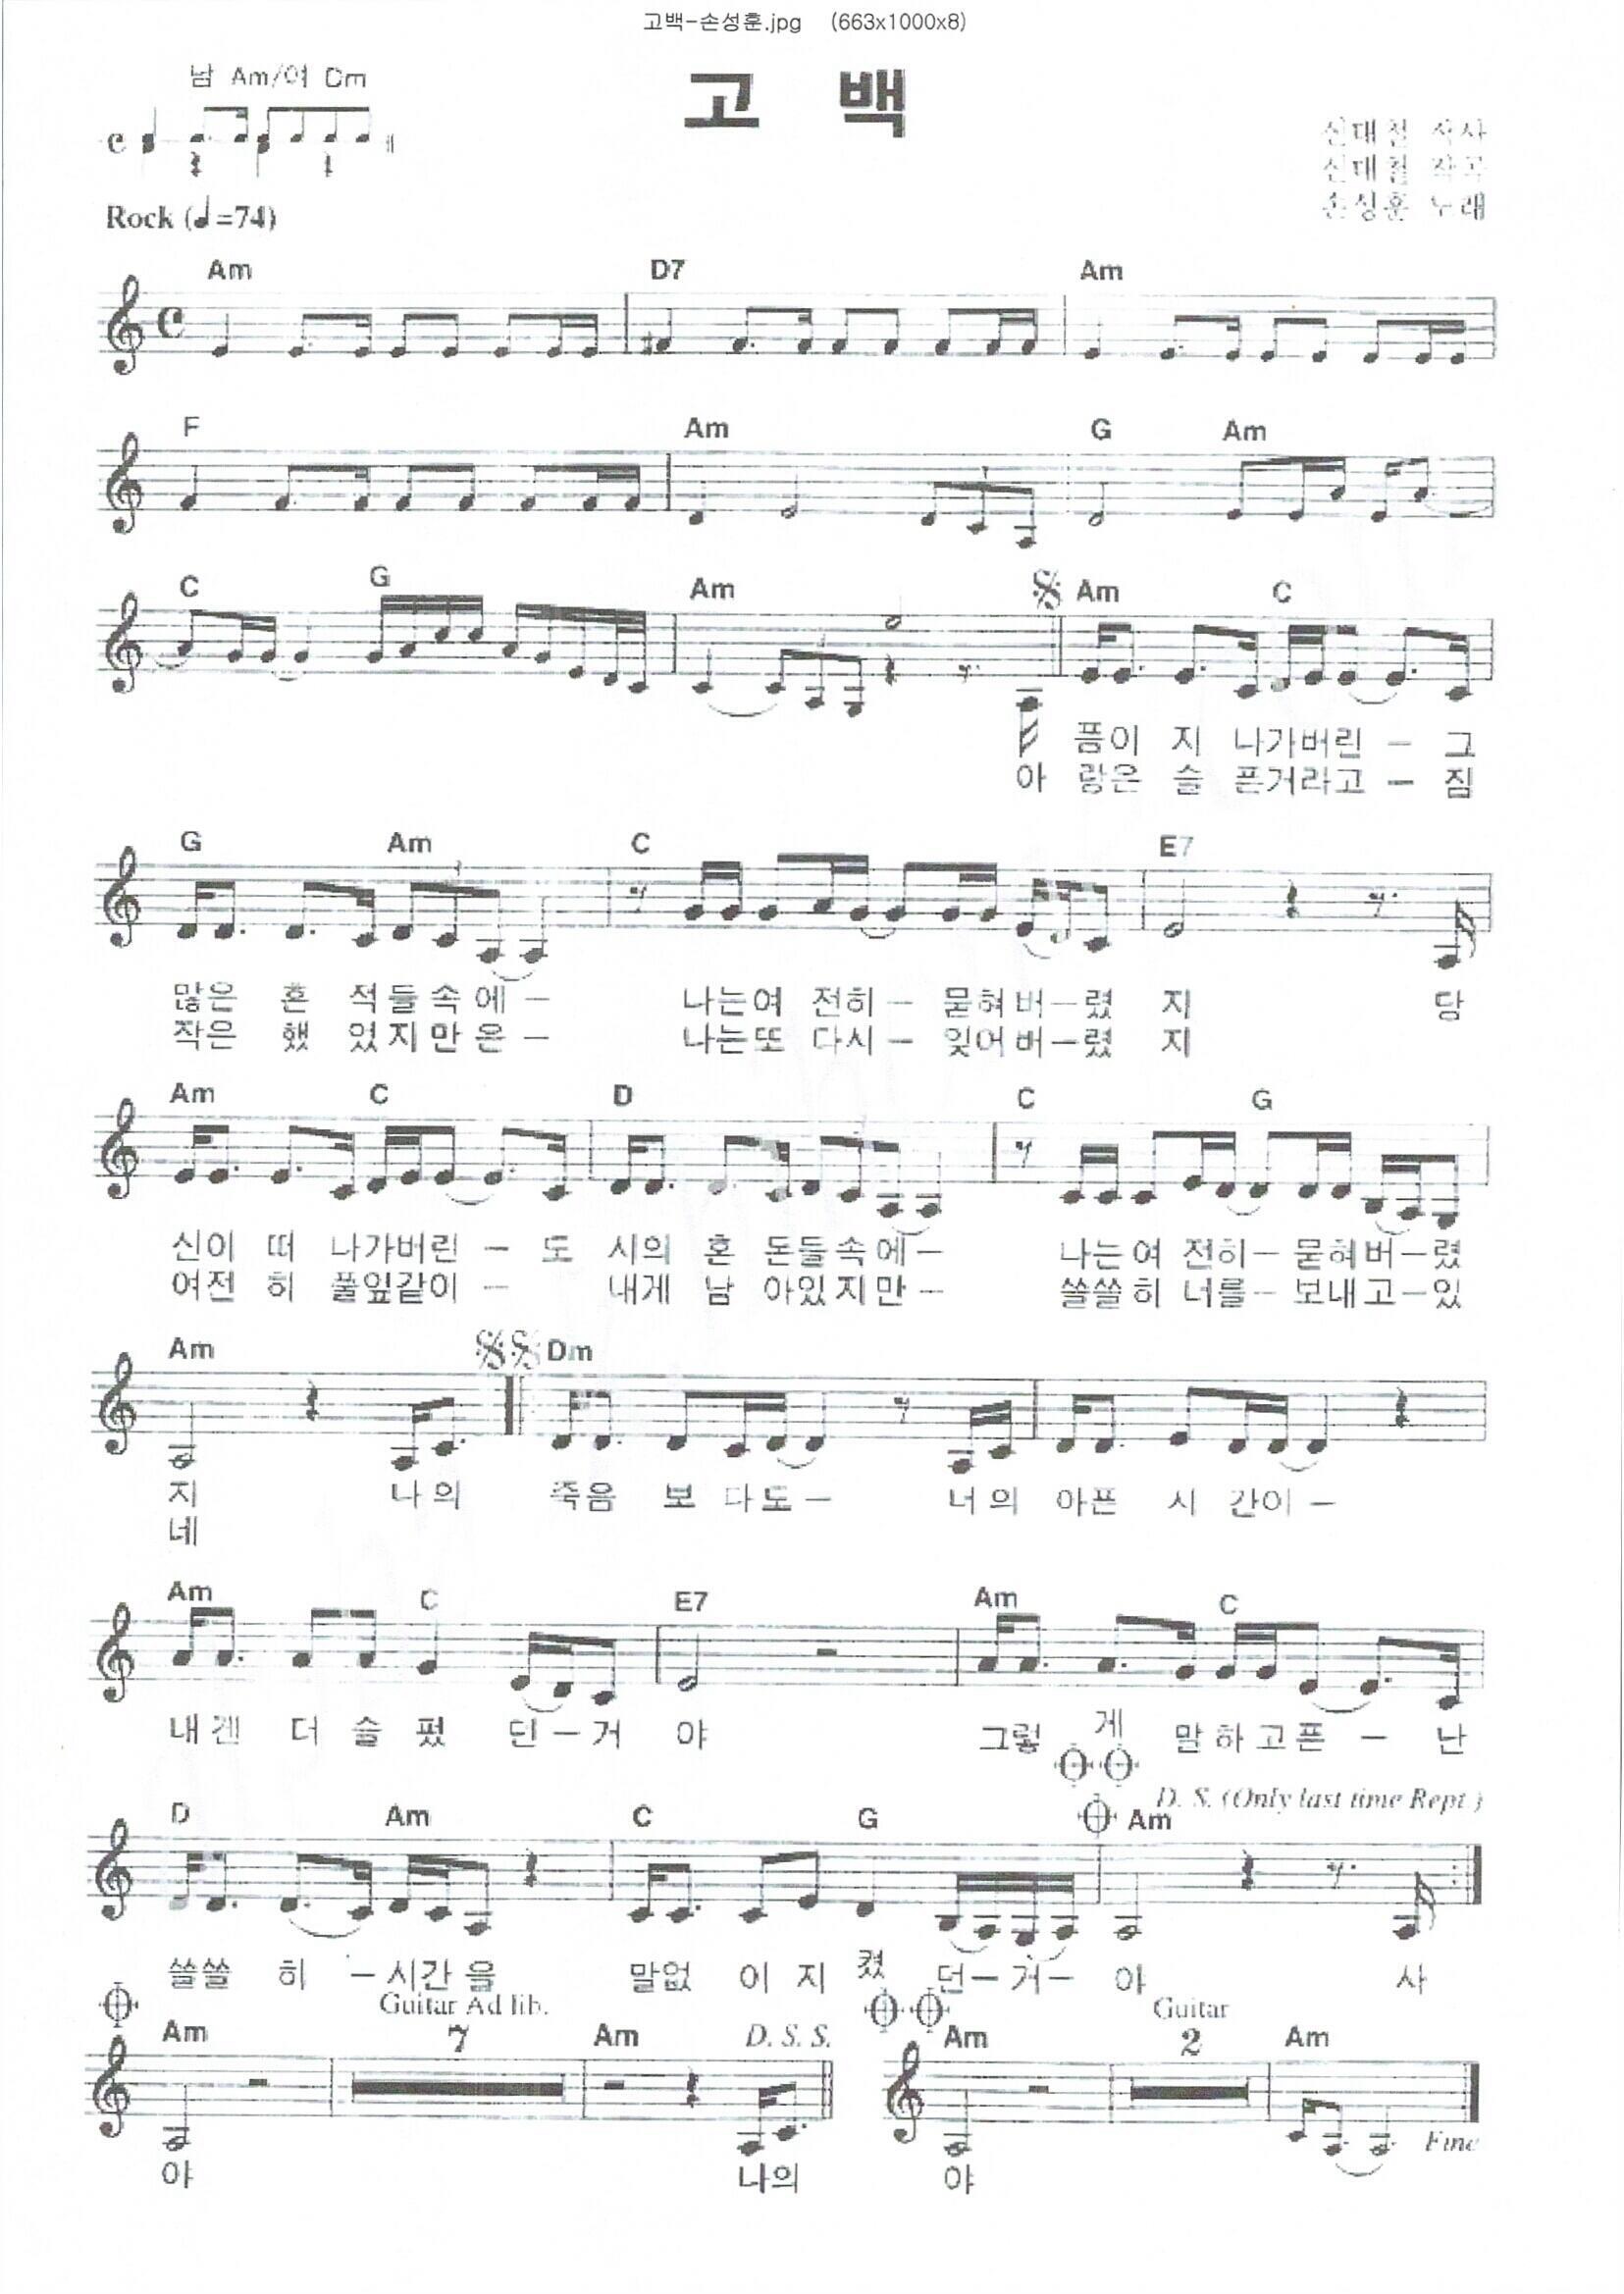 고백-손성훈.jpg (663x1000x8)
남 Am/여 Cm
고 백
신대철 작사
신대철 작곡
손성훈 노래
Rock (♩=74)
Am D7 Am
F Am G Am
C G Am Am C
픔이 지 나가버린 - 그
아 랑은 슬 픈거라고 - 짐
G Am C E7
많은 흔 적들속에 - 나는여 전히 - 묻혀버-렸 지 당
작은 했 었지만은 - 나는또 다시 - 잊어버-렸 지
Am C D C G
신이 떠 나가버린 - 도 시의 혼 돈들속에 - 나는여 전히- 묻혀버-렸
여전 히 풀잎같이 - 내게 남 아있지만 - 쓸쓸히 너를- 보내고-있
Am Dm
지 나의 죽음 보 다도 - 너의 아픈 시 간이 -
네
Am C E7 Am C
내겐 더 슬 펐 던-거 야 그렇 게 말하고픈 - 난
D. S. (Only last time Rept.)
D Am C G Am
쓸쓸 히 -시간을 말없 이지 켰 던-거- 야 사
Guitar Ad lib. Guitar
Am 7 Am D. S. S. Am 2 Am
Fine
야 나의 야